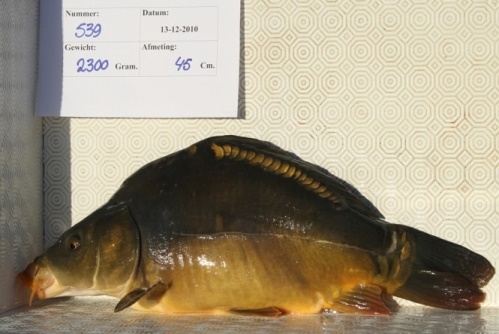 Nummer: Datum:
539 13-12-2010
Gewicht: Afmeting:
2300 Gram. 45 Cm.